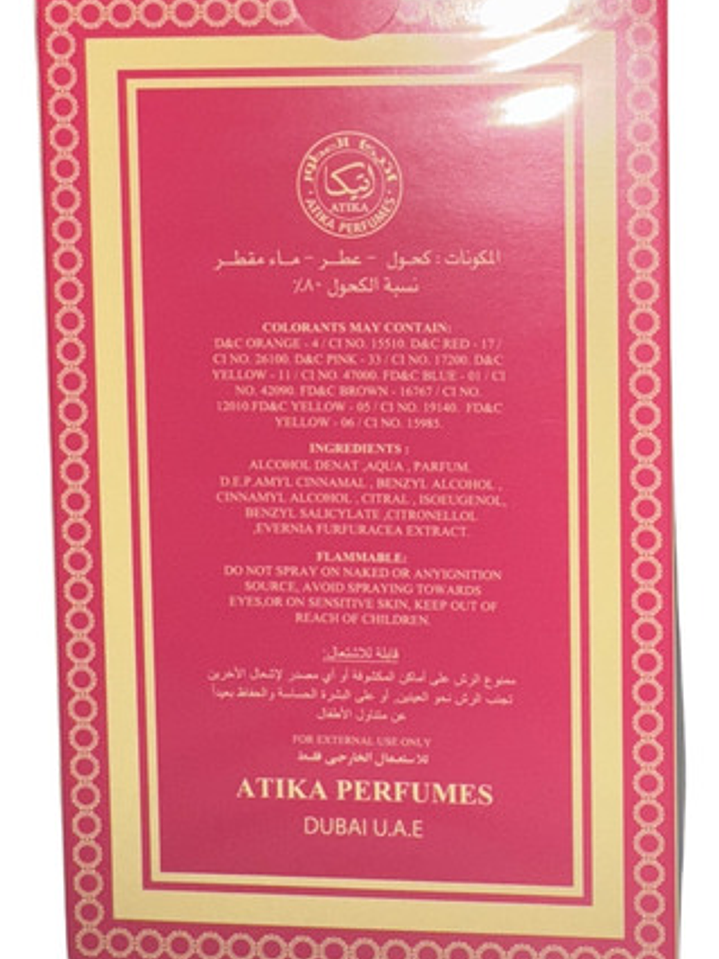 أتيكا للعطور
اتيكا
ATIKA
ATIKA PERFUMES
المكونات : كحول - عطر - ماء مقطر
نسبة الكحول ٨٠٪
COLORANTS MAY CONTAIN:
D&C ORANGE - 4 / CI NO. 15510. D&C RED - 17 /
CI NO. 26100. D&C PINK - 33 / CI NO. 17200. D&C
YELLOW - 11 / CI NO. 47000. FD&C BLUE - 01 / CI
NO. 42090. FD&C BROWN - 16767 / CI NO.
12010.FD&C YELLOW - 05 / CI NO. 19140. FD&C
YELLOW - 06 / CI NO. 15985.
INGREDIENTS :
ALCOHOL DENAT ,AQUA , PARFUM.
D.E.P.AMYL CINNAMAL , BENZYL ALCOHOL ,
CINNAMYL ALCOHOL , CITRAL , ISOEUGENOL,
BENZYL SALICYLATE ,CITRONELLOL
,EVERNIA FURFURACEA EXTRACT.
FLAMMABLE:
DO NOT SPRAY ON NAKED OR ANYIGNITION
SOURCE, AVOID SPRAYING TOWARDS
EYES,OR ON SENSITIVE SKIN, KEEP OUT OF
REACH OF CHILDREN.
قابلة للاشتعال:
ممنوع الرش على أماكن المكشوفة أو أي مصدر لإشعال الآخرين
تجنب الرش نحو العينين, أو على البشرة الحساسة والحفاظ بعيداً
عن متناول الأطفال
FOR EXTERNAL USE ONLY
للاستعمال الخارجي فقط
ATIKA PERFUMES
DUBAI U.A.E